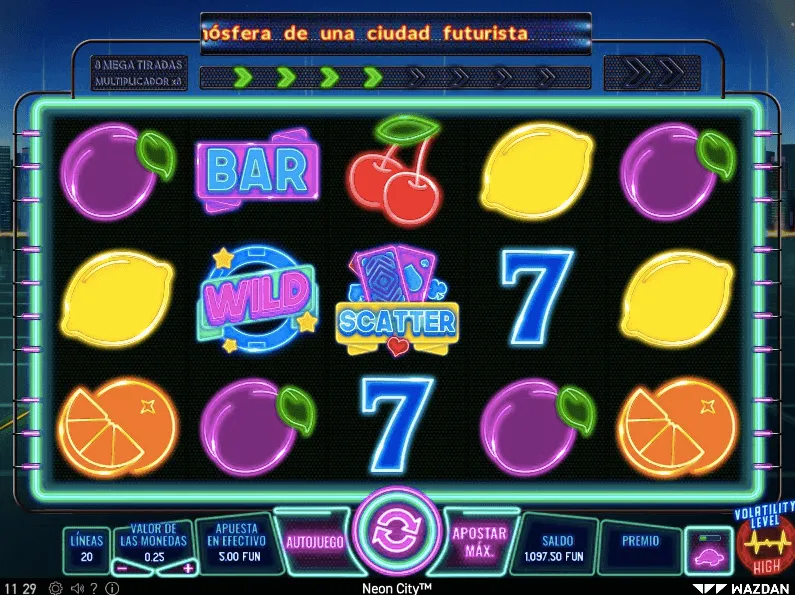 mósfera de una ciudad futurista
8 MEGA TIRADAS
MULTIPLICADOR x8
BAR
WILD
SCATTER
7
7
LÍNEAS
20
VALOR DE
LAS MONEDAS
0.25
APUESTA
EN EFECTIVO
5.00 FUN
AUTOJUEGO
APOSTAR
MÁX.
SALDO
1,097.50 FUN
PREMIO
VOLATILITY
LEVEL
HIGH
11 29
Neon City™
WAZDAN